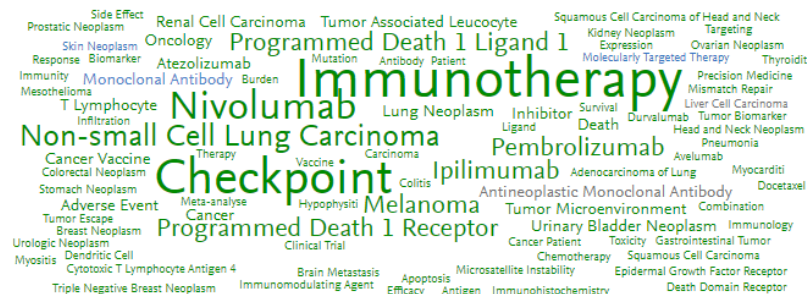 Side Effect
Squamous Cell Carcinoma of Head and Neck
Prostatic Neoplasm
Renal Cell Carcinoma
Tumor Associated Leucocyte
Kidney Neoplasm
Targeting
Skin Neoplasm
Oncology
Programmed Death 1 Ligand 1
Expression
Ovarian Neoplasm
Response
Biomarker
Atezolizumab
Mutation
Antibody
Patient
Molecularly Targeted Therapy
Thyroidit
Immunity
Monoclonal Antibody
Burden
Immunotherapy
Precision Medicine
Mesothelioma
Mismatch Repair
T Lymphocyte
Nivolumab
Lung Neoplasm
Inhibitor
Survival
Durvalumab
Liver Cell Carcinoma
Tumor Biomarker
Infiltration
Ligand
Death
Head and Neck Neoplasm
Non-small Cell Lung Carcinoma
Pembrolizumab
Pneumonia
Cancer Vaccine
Therapy
Vaccine
Carcinoma
Avelumab
Colorectal Neoplasm
Checkpoint
Colitis
Ipilimumab
Adenocarcinoma of Lung
Myocarditi
Stomach Neoplasm
Antineoplastic Monoclonal Antibody
Docetaxel
Adverse Event
Meta-analyse
Hypophysiti
Melanoma
Tumor Microenvironment
Combination
Tumor Escape
Cancer
Breast Neoplasm
Programmed Death 1 Receptor
Urinary Bladder Neoplasm
Immunology
Urologic Neoplasm
Clinical Trial
Cancer Patient
Toxicity
Gastrointestinal Tumor
Myositis
Dendritic Cell
Chemotherapy
Squamous Cell Carcinoma
Cytotoxic T Lymphocyte Antigen 4
Brain Metastasis
Microsatellite Instability
Epidermal Growth Factor Receptor
Apoptosis
Triple Negative Breast Neoplasm
Immunomodulating Agent
Efficacy
Antigen
Immunohistochemistry
Death Domain Receptor